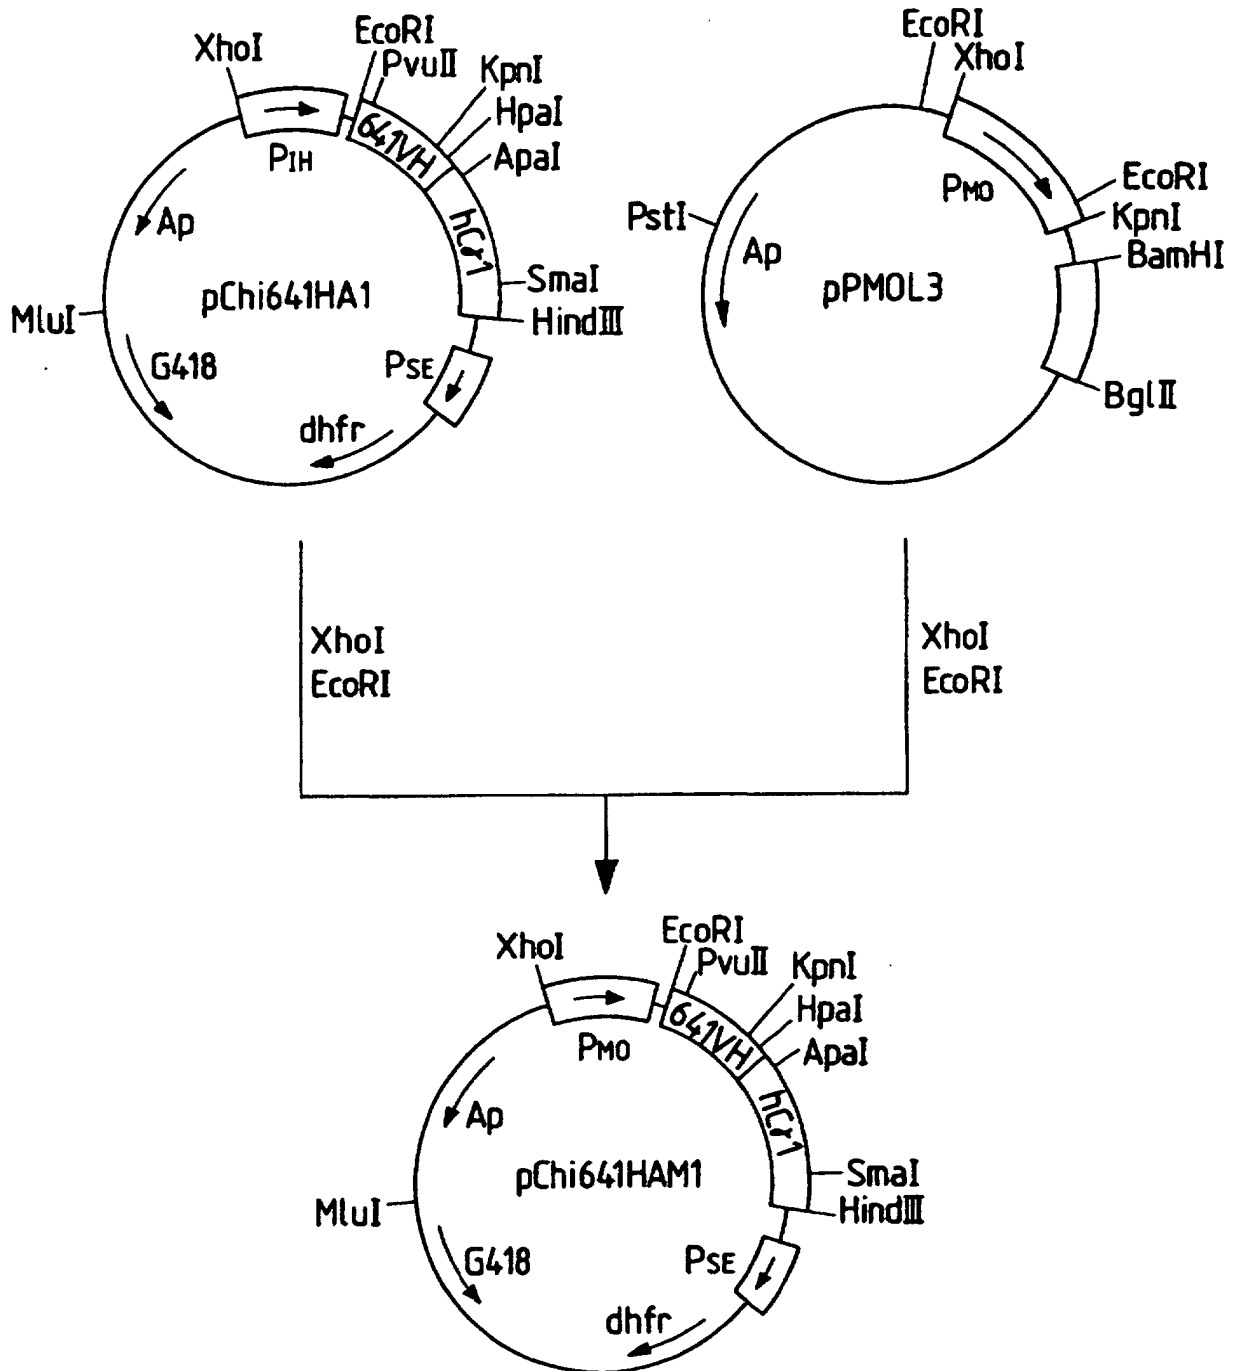 EcoRI
XhoI
PvuII
KpnI
HpaI
ApaI
PIH
641VH
hCγ1
Ap
SmaI
pChi641HA1
HindIII
MluI
G418
PSE
dhfr
EcoRI
XhoI
PMO
EcoRI
KpnI
PstI
Ap
BamHI
pPMOL3
BglII
XhoI
EcoRI
XhoI
EcoRI
EcoRI
XhoI
PvuII
KpnI
HpaI
ApaI
PMO
641VH
hCγ1
Ap
SmaI
pChi641HAM1
HindIII
MluI
G418
PSE
dhfr